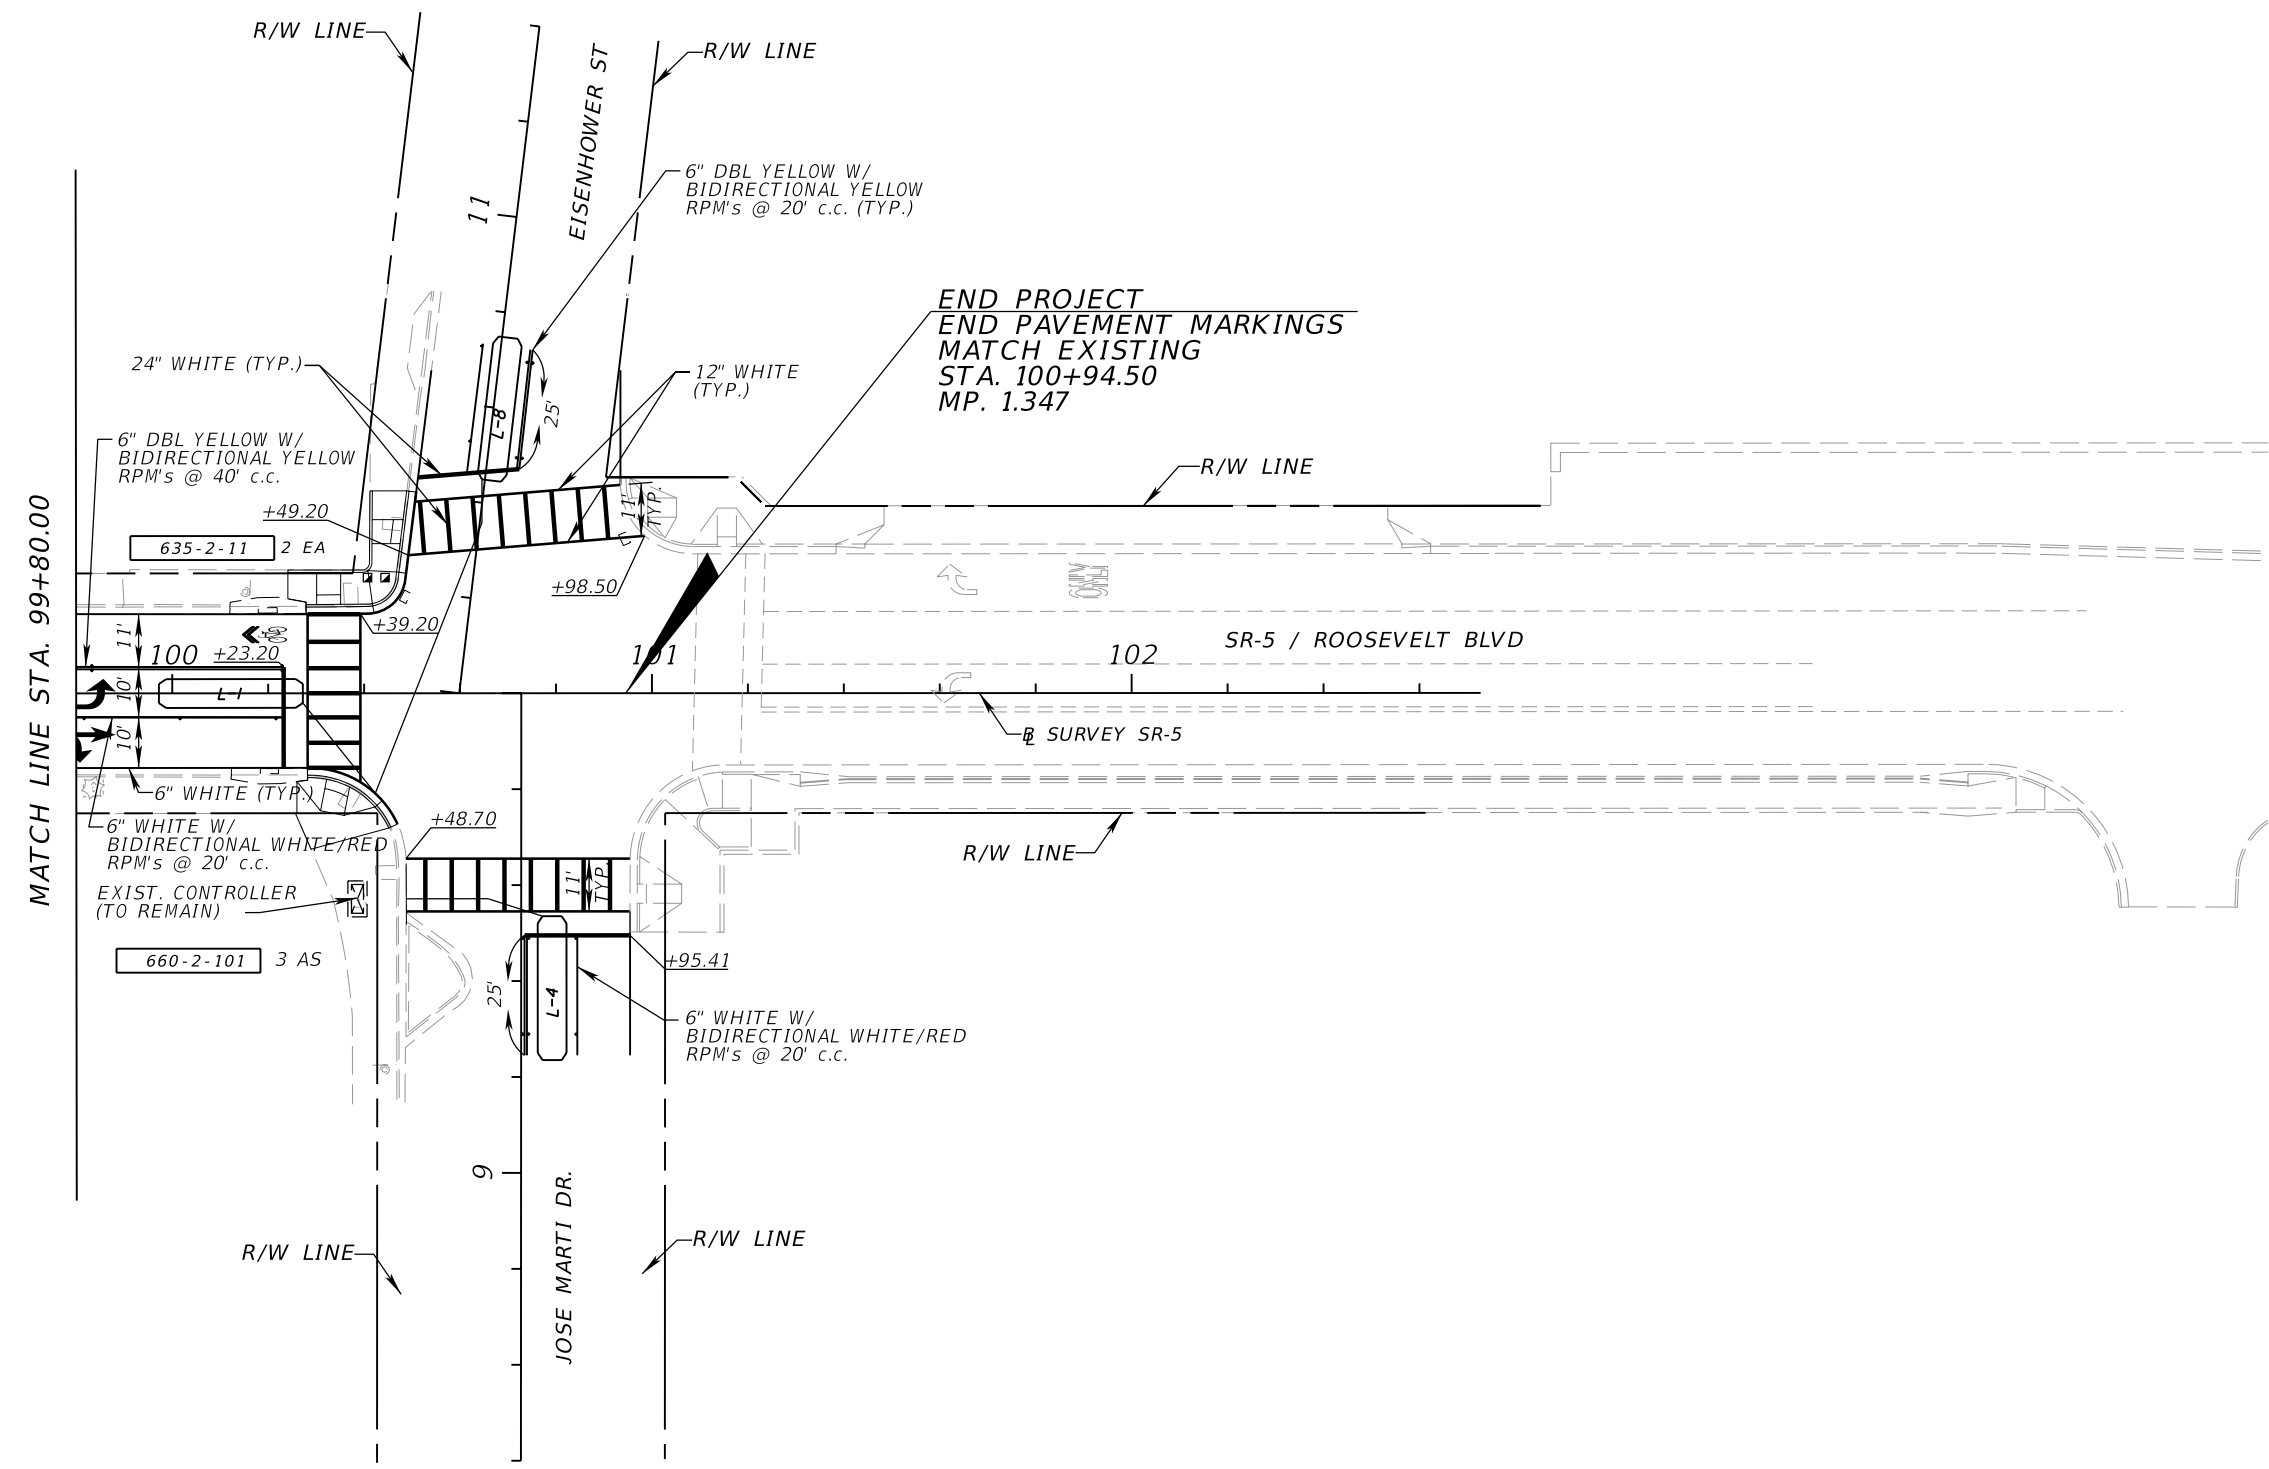 R/W LINE
R/W LINE
EISENHOWER ST
11
6" DBL YELLOW W/
BIDIRECTIONAL YELLOW
RPM's @ 20' c.c. (TYP.)
END PROJECT
END PAVEMENT MARKINGS
MATCH EXISTING
STA. 100+94.50
MP. 1.347
24" WHITE (TYP.)
12" WHITE
(TYP.)
L-8
25'
6" DBL YELLOW W/
BIDIRECTIONAL YELLOW
RPM's @ 40' c.c.
R/W LINE
+49.20
11'
TYP.
635-2-11
2 EA
+98.50
ONLY
MATCH LINE STA. 99+80.00
+39.20
11'
100
+23.20
101
102
SR-5 / ROOSEVELT BLVD
10'
L-1
10'
BL SURVEY SR-5
6" WHITE (TYP.)
6" WHITE W/
BIDIRECTIONAL WHITE/RED
RPM's @ 20' c.c.
+48.70
R/W LINE
EXIST. CONTROLLER
(TO REMAIN)
11'
TYP.
660-2-101
3 AS
+95.41
25'
L-4
6" WHITE W/
BIDIRECTIONAL WHITE/RED
RPM's @ 20' c.c.
9
JOSE MARTI DR.
R/W LINE
R/W LINE